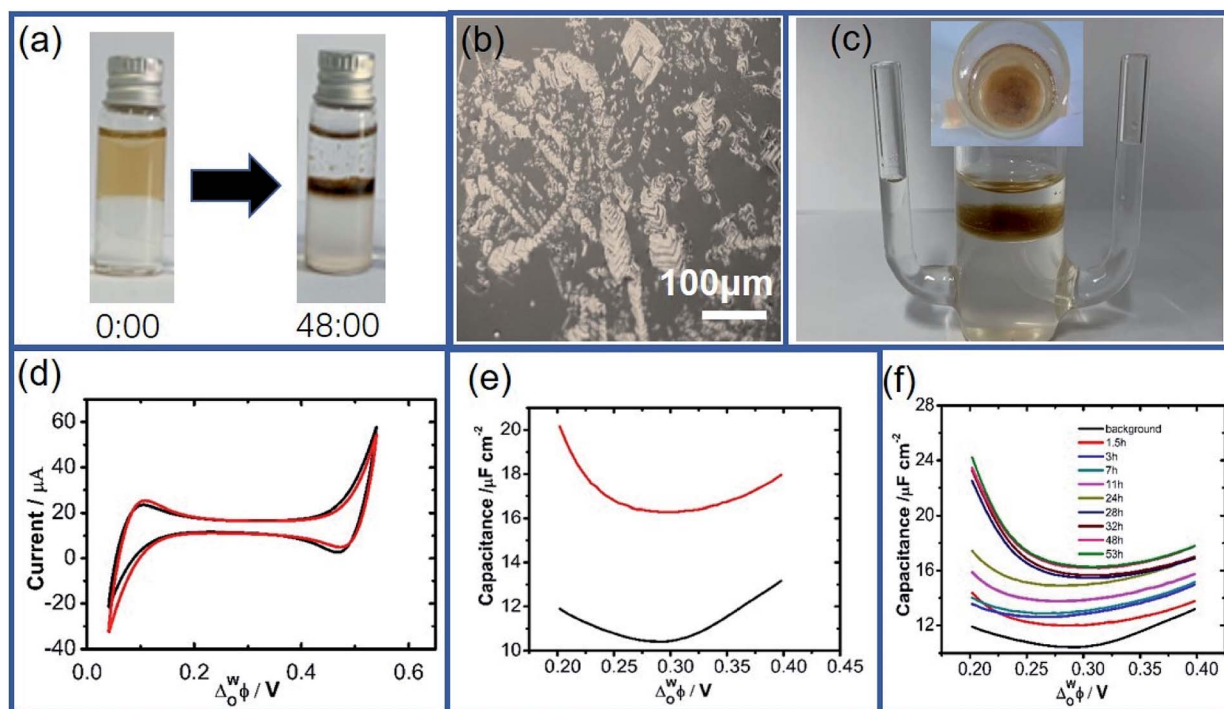 (a)
0:00
48:00
(b)
100μm
(c)
(d)
Current / μA
60
40
20
0
-20
-40
0.0
0.2
0.4
0.6
Δ_o^w ϕ / V
(e)
Capacitance /μF cm⁻²
20
18
16
14
12
10
0.20
0.25
0.30
0.35
0.40
0.45
Δ_o^w ϕ / V
(f)
Capacitance /μF cm⁻²
28
24
20
16
12
background
1.5h
3h
7h
11h
24h
28h
32h
48h
53h
0.20
0.25
0.30
0.35
0.40
Δ_o^w ϕ / V